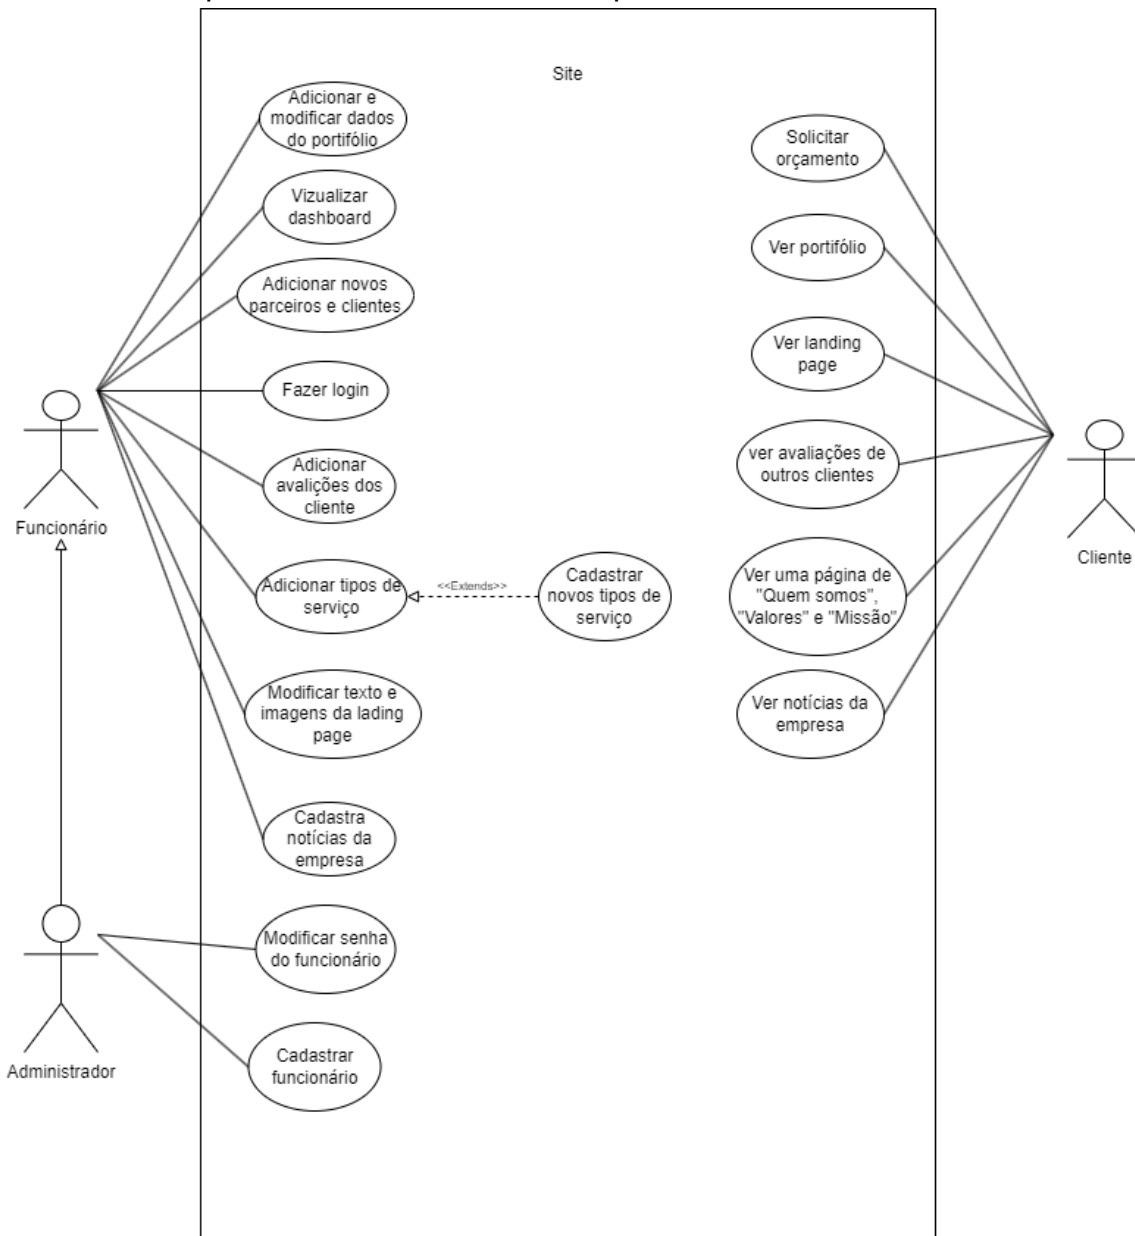 Site
Adicionar e
modificar dados
do portifólio
Vizualizar
dashboard
Adicionar novos
parceiros e clientes
Fazer login
Adicionar
avalições dos
cliente
Adicionar tipos de
serviço
<<Extends>>
Cadastrar
novos tipos de
serviço
Modificar texto e
imagens da lading
page
Cadastra
notícias da
empresa
Modificar senha
do funcionário
Cadastrar
funcionário
Funcionário
Administrador
Solicitar
orçamento
Ver portifólio
Ver landing
page
ver avaliações de
outros clientes
Ver uma página de
"Quem somos",
"Valores" e "Missão"
Ver notícias da
empresa
Cliente